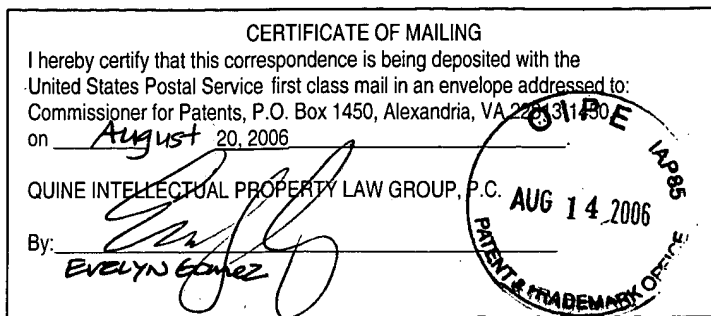 CERTIFICATE OF MAILING
I hereby certify that this correspondence is being deposited with the
United States Postal Service first class mail in an envelope addressed to:
Commissioner for Patents, P.O. Box 1450, Alexandria, VA 22313-1450
on August 20, 2006
QUINE INTELLECTUAL PROPERTY LAW GROUP, P.C.
By:
EVELYN GOMEZ
OIPE
IAP85
AUG 14 2006
PATENT & TRADEMARK OFFICE